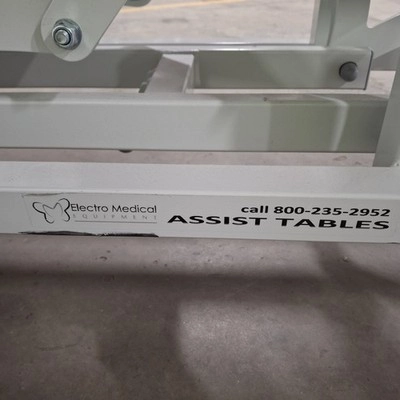 Electro Medical
EQUIPMENT
call 800-235-2952
ASSIST TABLES